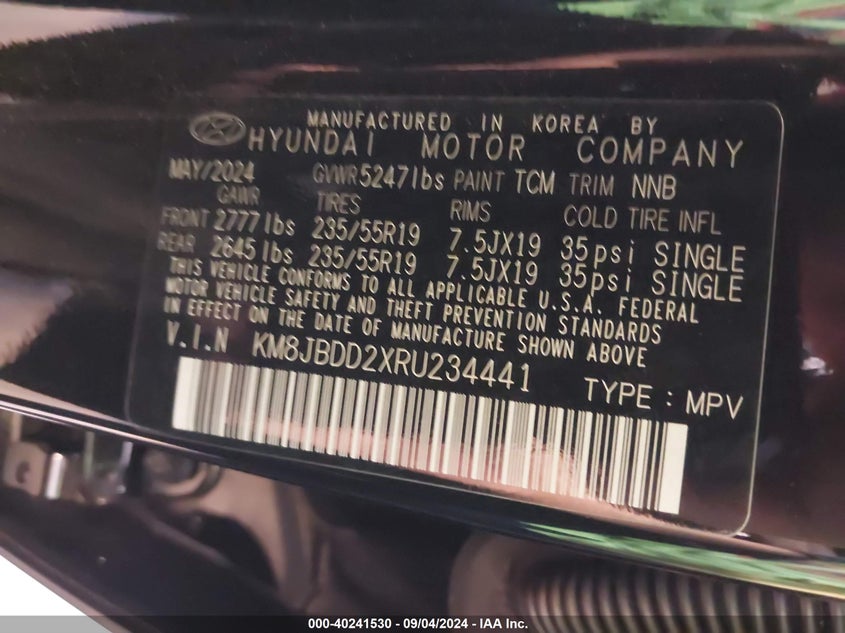 MANUFACTURED IN KOREA BY
HYUNDAI MOTOR COMPANY
MAY/2024 GVWR5247lbs PAINT TCM TRIM NNB
GAWR TIRES RIMS COLD TIRE INFL
FRONT 2777lbs 235/55R19 7.5JX19 35psi SINGLE
REAR 2645lbs 235/55R19 7.5JX19 35psi SINGLE
THIS VEHICLE CONFORMS TO ALL APPLICABLE U.S.A. FEDERAL
MOTOR VEHICLE SAFETY AND THEFT PREVENTION STANDARDS
IN EFFECT ON THE DATE OF MANUFACTURE SHOWN ABOVE
V.I.N KM8JBDD2XRU234441
TYPE : MPV
000-40241530 - 09/04/2024 - IAA Inc.